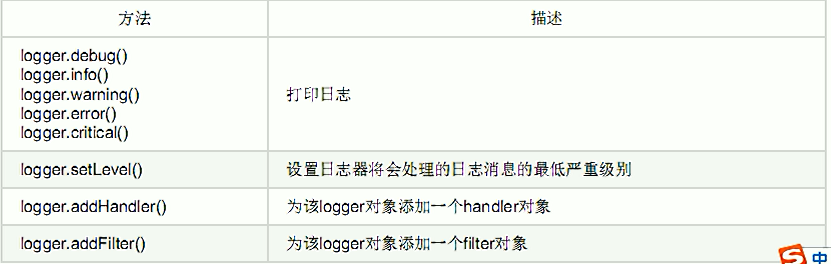 方法 描述
logger.debug()
logger.info()
logger.warning()
logger.error()
logger.critical()
打印日志
logger.setLevel() 设置日志器将会处理的日志消息的最低严重级别
logger.addHandler() 为该logger对象添加一个handler对象
logger.addFilter() 为该logger对象添加一个filter对象
S 中